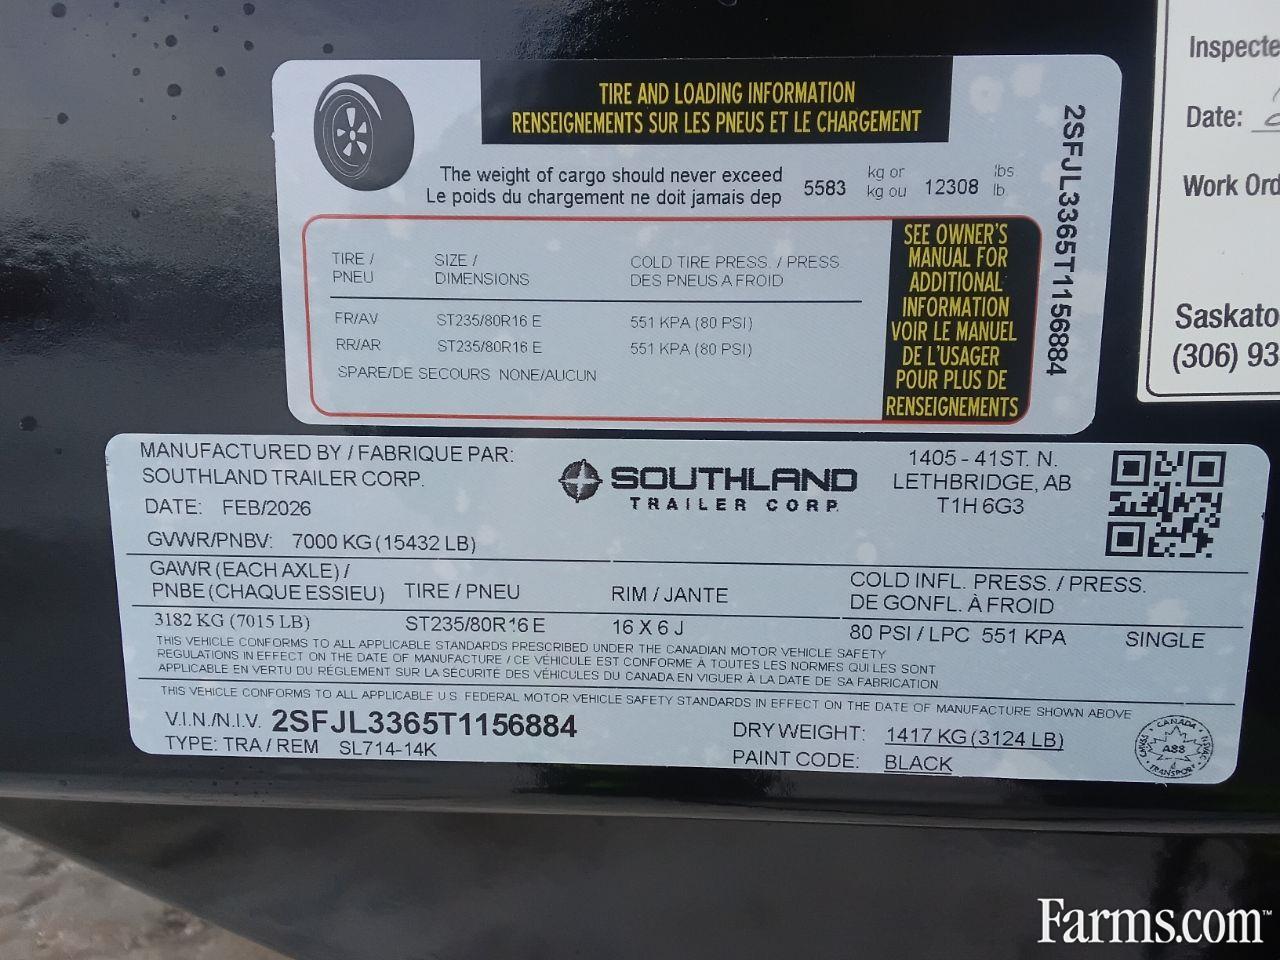 TIRE AND LOADING INFORMATION
RENSEIGNEMENTS SUR LES PNEUS ET LE CHARGEMENT
The weight of cargo should never exceed
Le poids du chargement ne doit jamais dep
5583 kg or 12308 lbs
kg ou lb
TIRE / SIZE / COLD TIRE PRESS. / PRESS.
PNEU DIMENSIONS DES PNEUS A FROID
FR/AV ST235/80R16 E 551 KPA (80 PSI)
RR/AR ST235/80R16 E 551 KPA (80 PSI)
SPARE/DE SECOURS NONE/AUCUN
SEE OWNER'S
MANUAL FOR
ADDITIONAL
INFORMATION
VOIR LE MANUEL
DE L'USAGER
POUR PLUS DE
RENSEIGNEMENTS
2SFJL3365T1156884
Inspecte
Date:
Work Ord
Saskato
(306) 93
MANUFACTURED BY / FABRIQUE PAR:
SOUTHLAND TRAILER CORP.
DATE: FEB/2026
SOUTHLAND
TRAILER CORP.
1405 - 41ST. N.
LETHBRIDGE, AB
T1H 6G3
GVWR/PNBV: 7000 KG (15432 LB)
GAWR (EACH AXLE) /
PNBE (CHAQUE ESSIEU) TIRE / PNEU RIM / JANTE COLD INFL. PRESS. / PRESS.
DE GONFL. À FROID
3182 KG (7015 LB) ST235/80R16 E 16 X 6 J 80 PSI / LPC 551 KPA SINGLE
THIS VEHICLE CONFORMS TO ALL APPLICABLE STANDARDS PRESCRIBED UNDER THE CANADIAN MOTOR VEHICLE SAFETY
REGULATIONS IN EFFECT ON THE DATE OF MANUFACTURE / CE VÉHICULE EST CONFORME À TOUTES LES NORMES QUI LES SONT
APPLICABLE EN VERTU DU RÉGLEMENT SUR LA SÉCURITÉ DES VÉHICULES DU CANADA EN VIGUER À LA DATE DE SA FABRICATION
THIS VEHICLE CONFORMS TO ALL APPLICABLE U.S. FEDERAL MOTOR VEHICLE SAFETY STANDARDS IN EFFECT ON THE DATE OF MANUFACTURE SHOWN ABOVE
V.I.N./N.I.V. 2SFJL3365T1156884
TYPE: TRA / REM SL714-14K
DRY WEIGHT: 1417 KG (3124 LB)
PAINT CODE: BLACK
CANADA
A88
TRANSPORT
Farms.com™